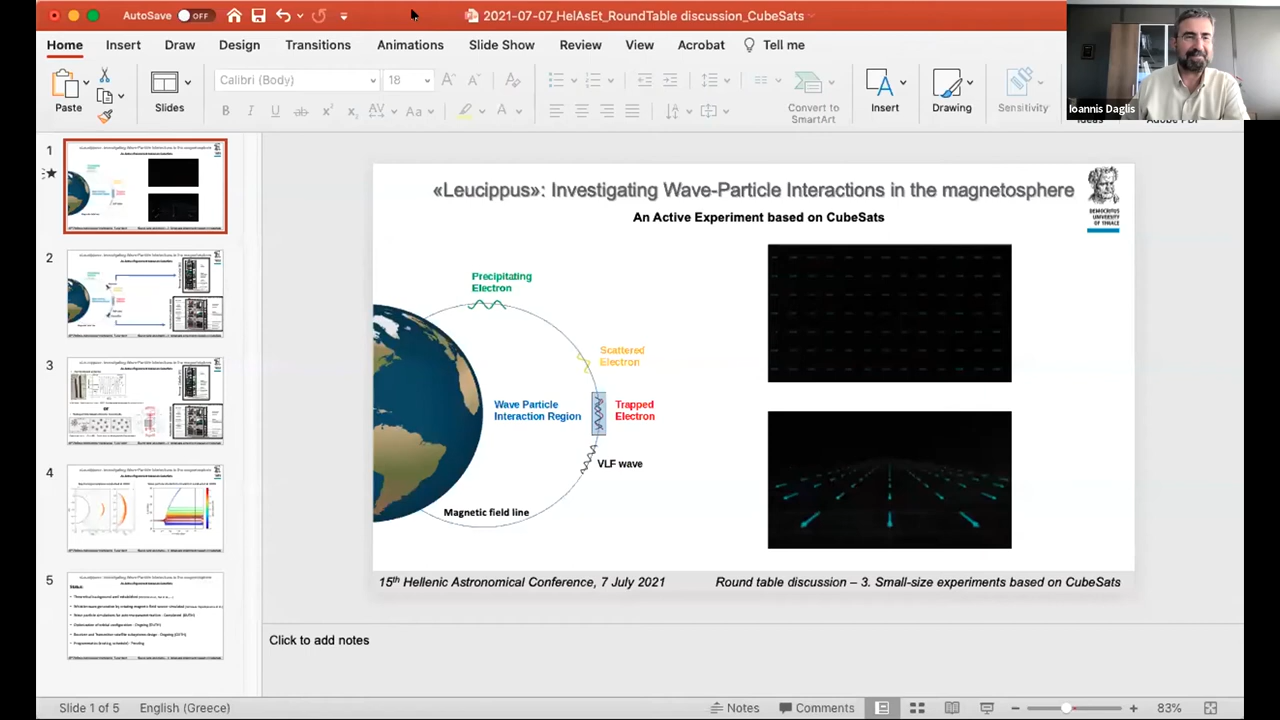 AutoSave OFF
2021-07-07_HelAsEt_RoundTable discussion_CubeSats
Home Insert Draw Design Transitions Animations Slide Show Review View Acrobat Tell me
Calibri (Body) 18
Paste
Slides
Convert to
SmartArt
Insert
Drawing
Sensitivity
Ioannis Daglis
1
2
3
4
5
«Leucippus»: Investigating Wave-Particle Interactions in the magnetosphere
An Active Experiment based on CubeSats
DEMOCRITUS
UNIVERSITY
OF THRACE
Precipitating
Electron
Scattered
Electron
Wave Particle
Interaction Region
Trapped
Electron
VLF wave
Magnetic field line
15th Hellenic Astronomical Conference, 7 July 2021
Round table discussion – 3. Small-size experiments based on CubeSats
Click to add notes
Slide 1 of 5
English (Greece)
Notes
Comments
83%